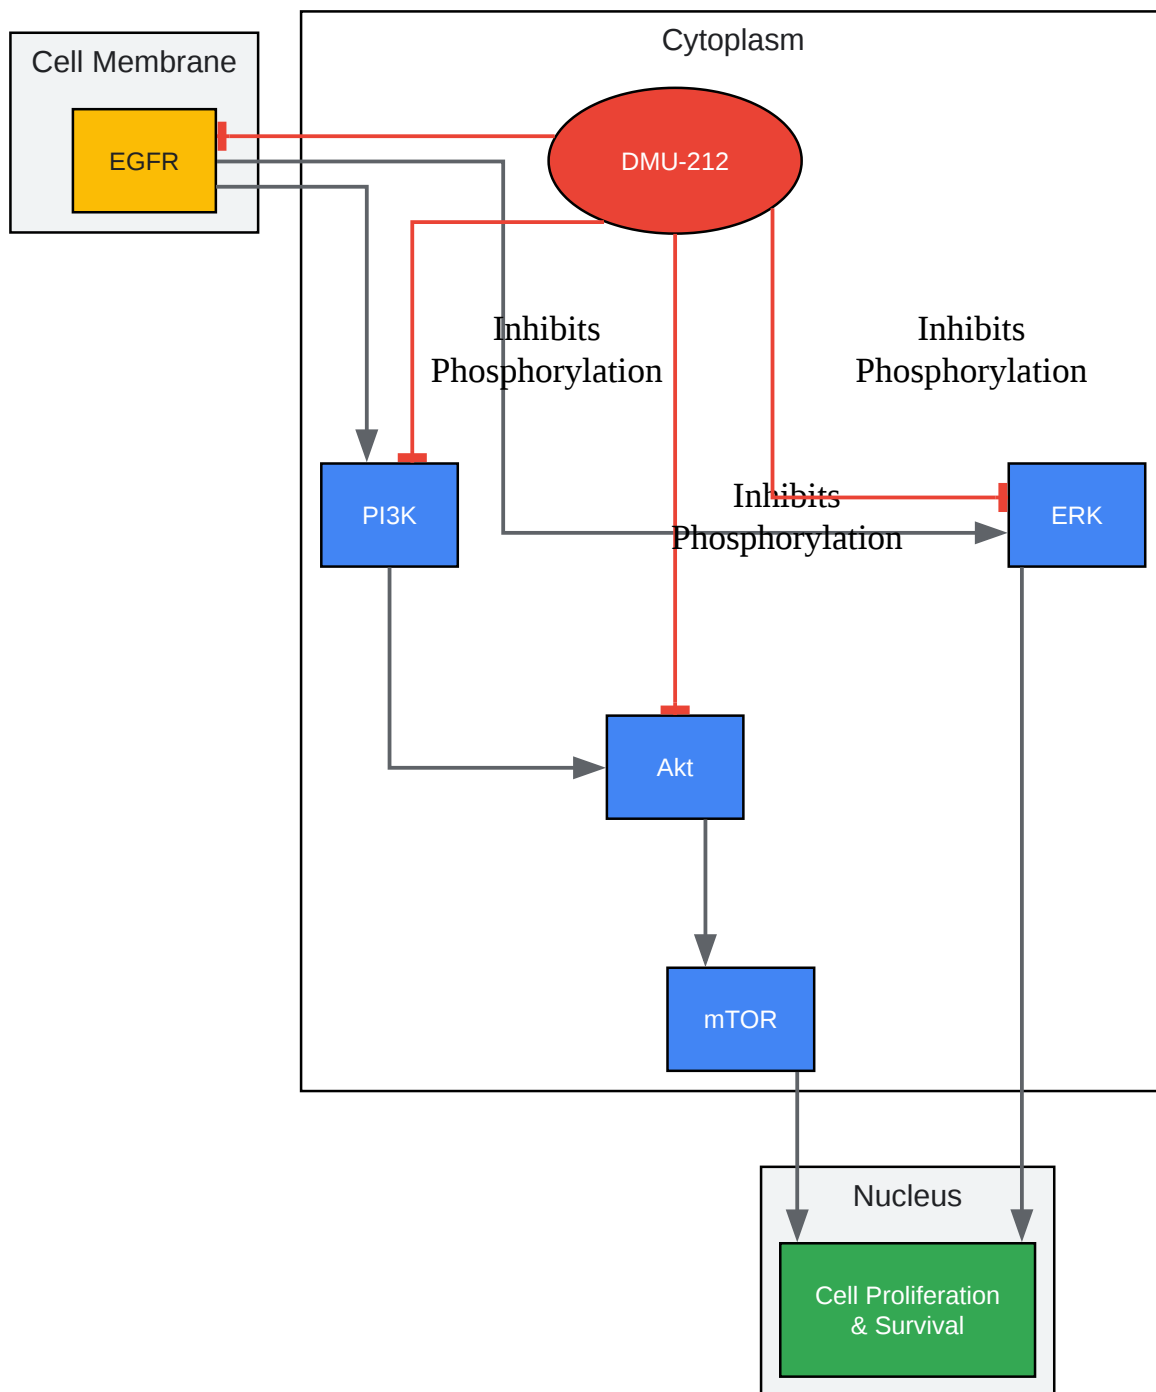 Cytoplasm
Cell Membrane
EGFR
DMU-212
Inhibits
Phosphorylation
Inhibits
Phosphorylation
PI3K
Inhibits
Phosphorylation
ERK
Akt
mTOR
Nucleus
Cell Proliferation
& Survival